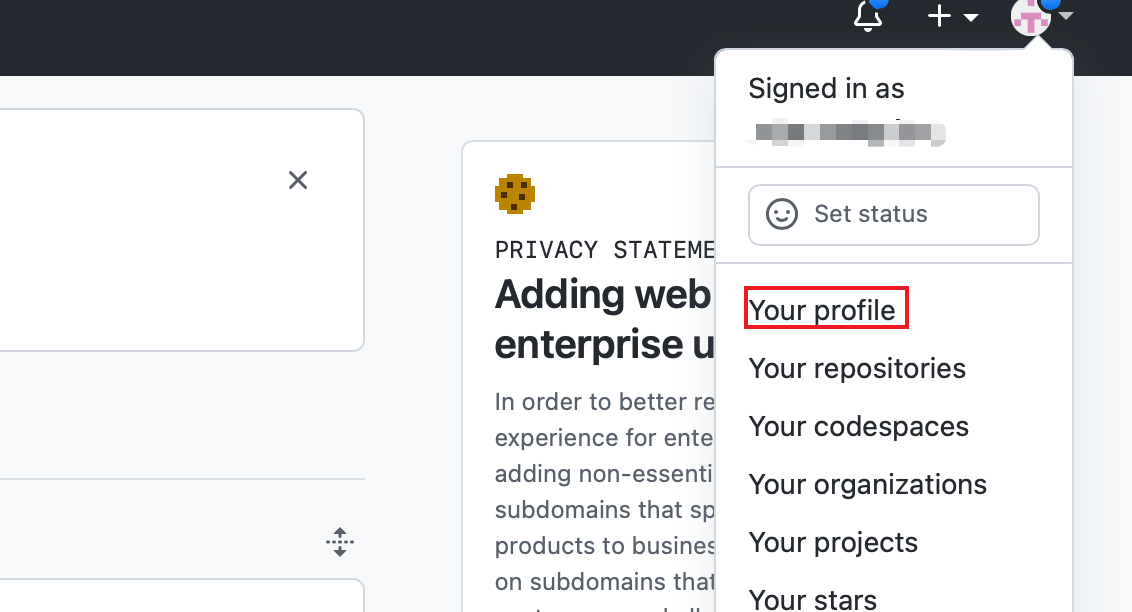 Signed in as
Set status
Your profile
Your repositories
Your codespaces
Your organizations
Your projects
Your stars
PRIVACY STATEME
Adding web
enterprise u
In order to better re
experience for ente
adding non-essenti
subdomains that sp
products to busines
on subdomains that